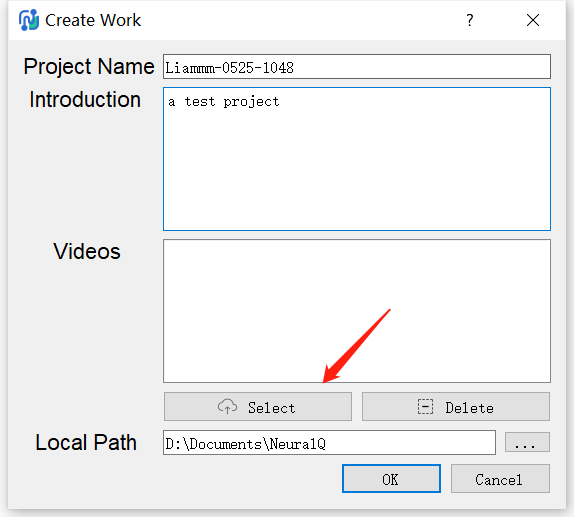 Create Work
?
Project Name
Liammm-0525-1048
Introduction
a test project
Videos
Select
Delete
Local Path
D:\Documents\NeuralQ
...
OK
Cancel